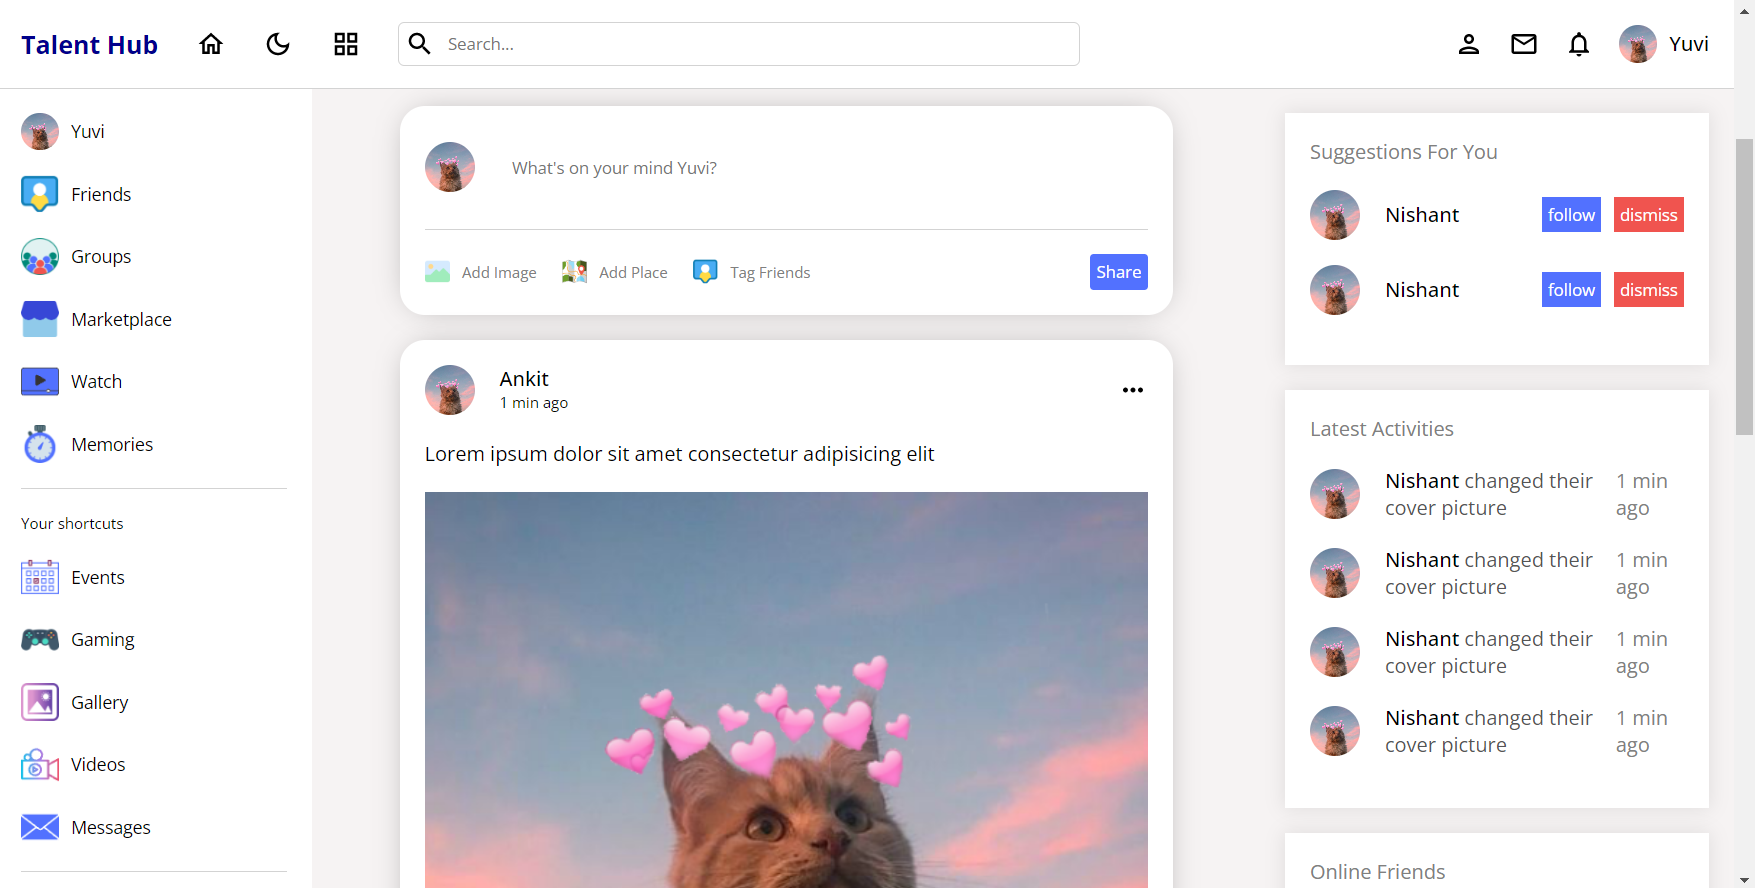 Talent Hub
Search...
Yuvi
Yuvi
Friends
Groups
Marketplace
Watch
Memories
Your shortcuts
Events
Gaming
Gallery
Videos
Messages
What's on your mind Yuvi?
Add Image
Add Place
Tag Friends
Share
Ankit
1 min ago
Lorem ipsum dolor sit amet consectetur adipisicing elit
Suggestions For You
Nishant follow dismiss
Nishant follow dismiss
Latest Activities
Nishant changed their
cover picture
1 min
ago
Nishant changed their
cover picture
1 min
ago
Nishant changed their
cover picture
1 min
ago
Nishant changed their
cover picture
1 min
ago
Online Friends